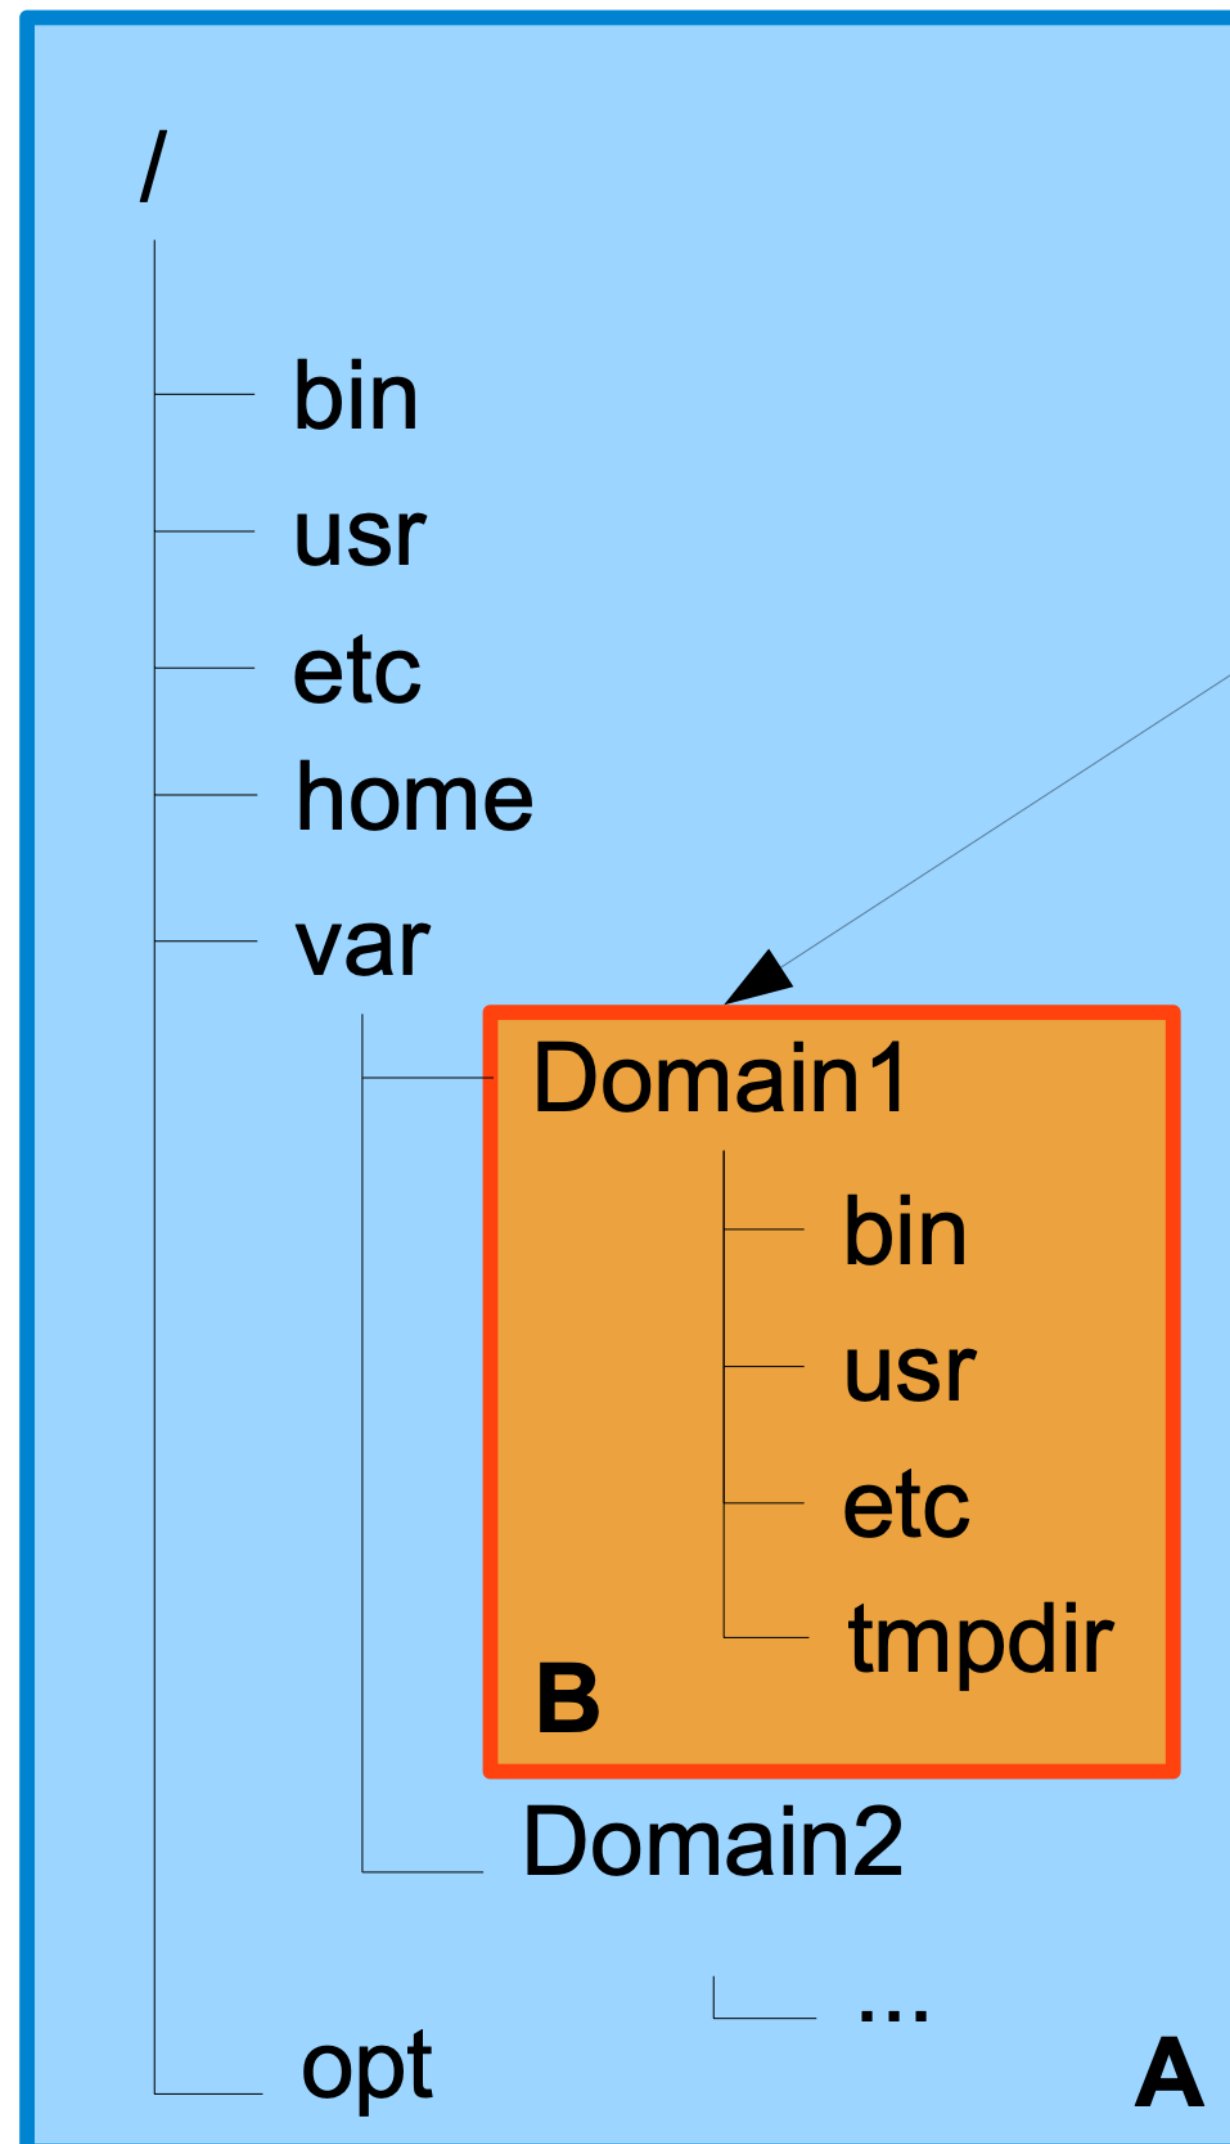 /
bin
usr
etc
home
var
Domain1
bin
usr
etc
tmpdir
B
Domain2
...
opt
A